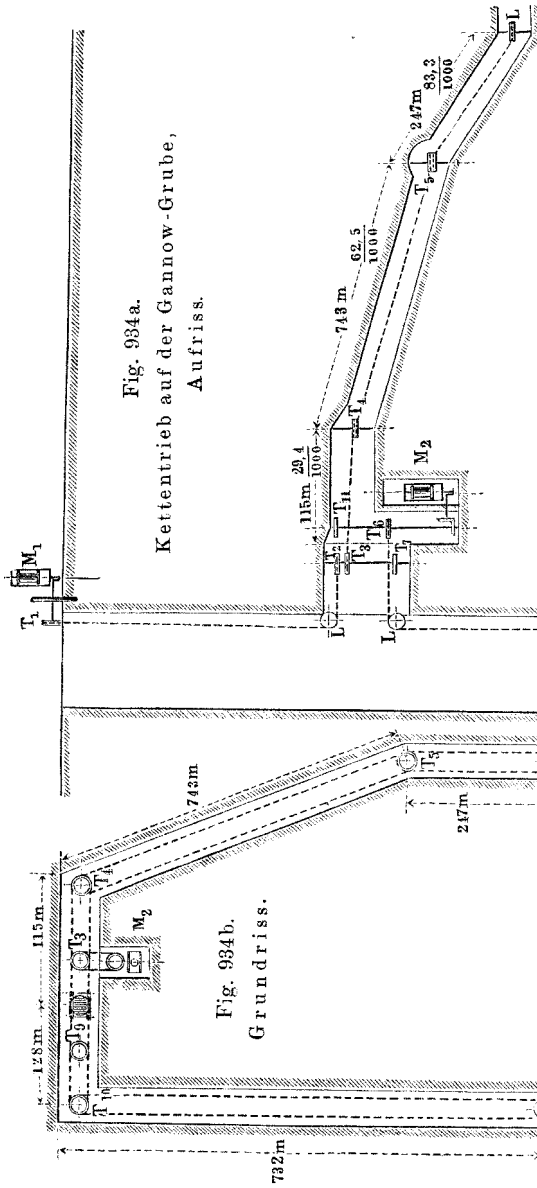 Fig. 934a.
Kettentrieb auf der Gannow-Grube,
Aufriss.
T1
M1
L
L
T2
T3
T11
T6
T7
M2
115m
29,4
1000
T4
743 m
62,5
1000
T5
247m
83,3
1000
L
Fig. 934b.
Grundriss.
128m
115m
T10
T9
T3
M2
T4
743m
T5
247m
732m